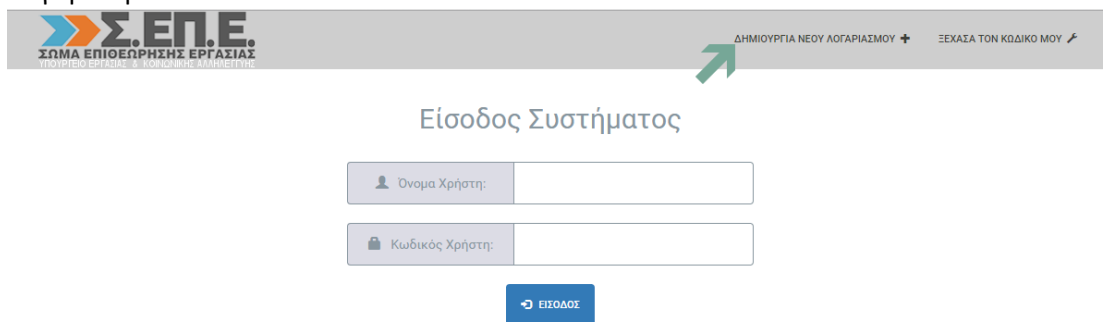 Σ.ΕΠ.Ε.
ΣΩΜΑ ΕΠΙΘΕΩΡΗΣΗΣ ΕΡΓΑΣΙΑΣ
ΥΠΟΥΡΓΕΙΟ ΕΡΓΑΣΙΑΣ & ΚΟΙΝΩΝΙΚΗΣ ΑΛΛΗΛΕΓΓΥΗΣ
ΔΗΜΙΟΥΡΓΙΑ ΝΕΟΥ ΛΟΓΑΡΙΑΣΜΟΥ
ΞΕΧΑΣΑ ΤΟΝ ΚΩΔΙΚΟ ΜΟΥ
Είσοδος Συστήματος
Όνομα Χρήστη:
Κωδικός Χρήστη:
ΕΙΣΟΔΟΣ